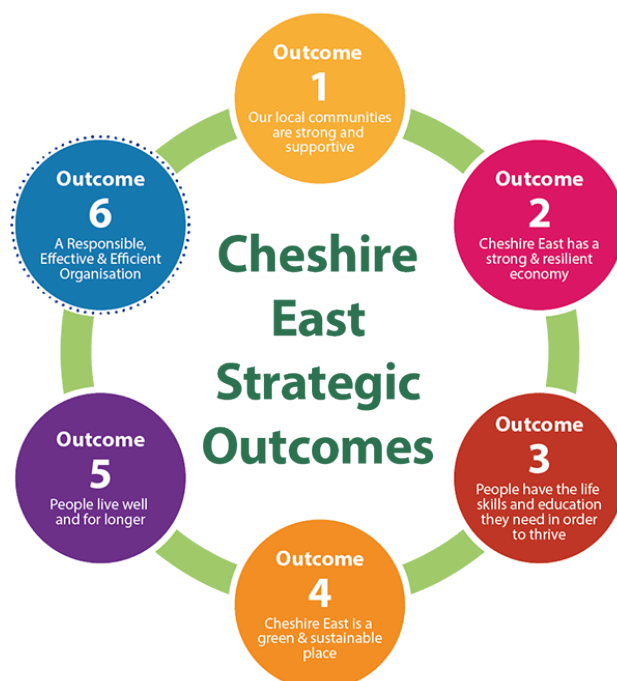 Outcome
1
Our local communities
are strong and
supportive
Outcome
2
Cheshire East has a
strong & resilient
economy
Outcome
3
People have the life
skills and education
they need in order
to thrive
Outcome
4
Cheshire East is a
green & sustainable
place
Outcome
5
People live well
and for longer
Outcome
6
A Responsible,
Effective & Efficient
Organisation
Cheshire
East
Strategic
Outcomes